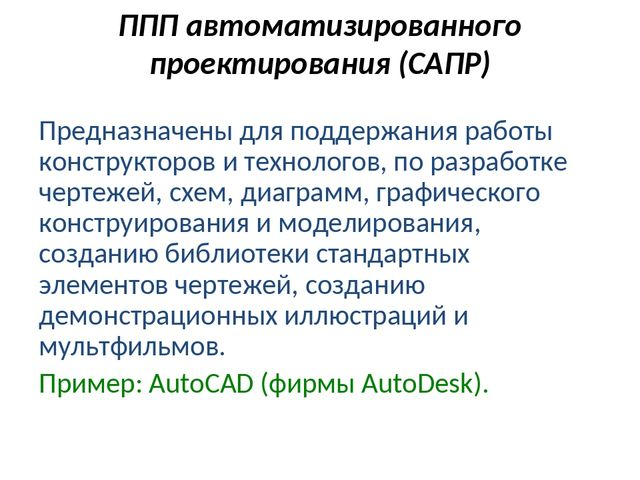 ППП автоматизированного
проектирования (САПР)
Предназначены для поддержания работы
конструкторов и технологов, по разработке
чертежей, схем, диаграмм, графического
конструирования и моделирования,
созданию библиотеки стандартных
элементов чертежей, созданию
демонстрационных иллюстраций и
мультфильмов.
Пример: AutoCAD (фирмы AutoDesk).